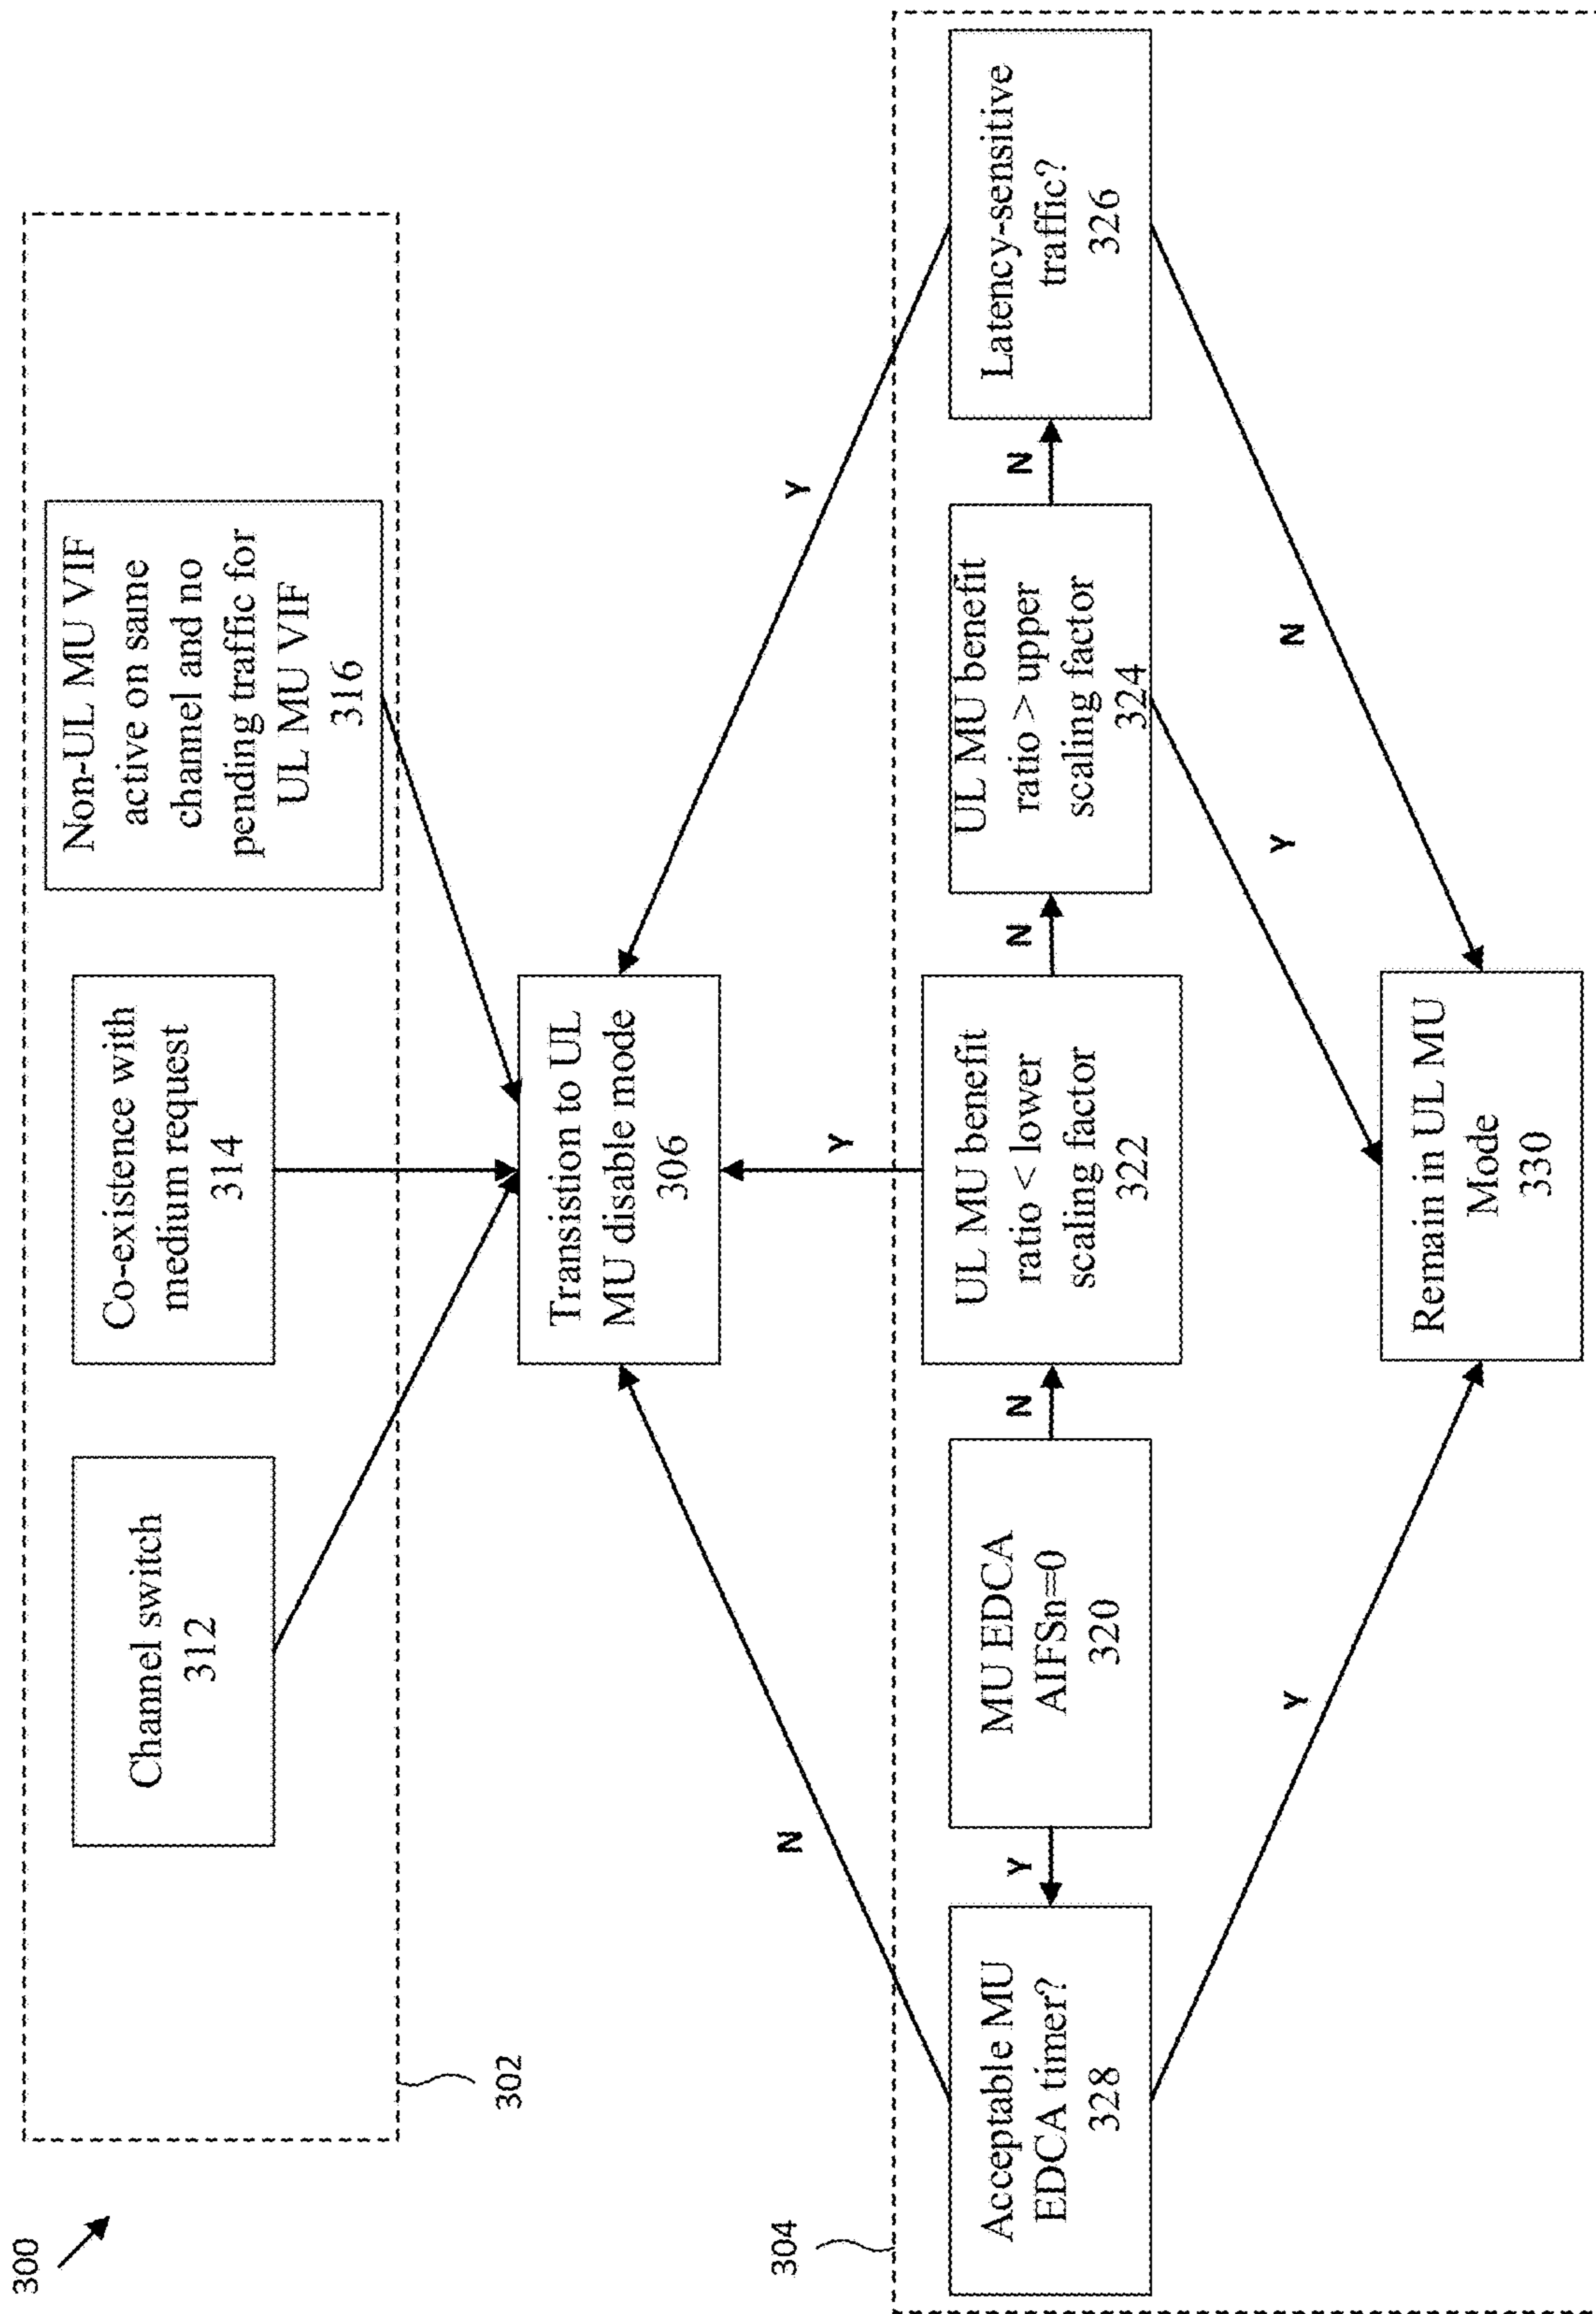 300
Channel switch
312
Co-existence with
medium request
314
Non-UL MU VIF
active on same
channel and no
pending traffic for
UL MU VIF
316
302
Transistion to UL
MU disable mode
306
N
Y
Y
304
Acceptable MU
EDCA timer?
328
Y
MU EDCA
AIFSn=0
320
N
UL MU benefit
ratio < lower
scaling factor
322
N
UL MU benefit
ratio > upper
scaling factor
324
N
Latency-sensitive
traffic?
326
Y
Y
N
Remain in UL MU
Mode
330